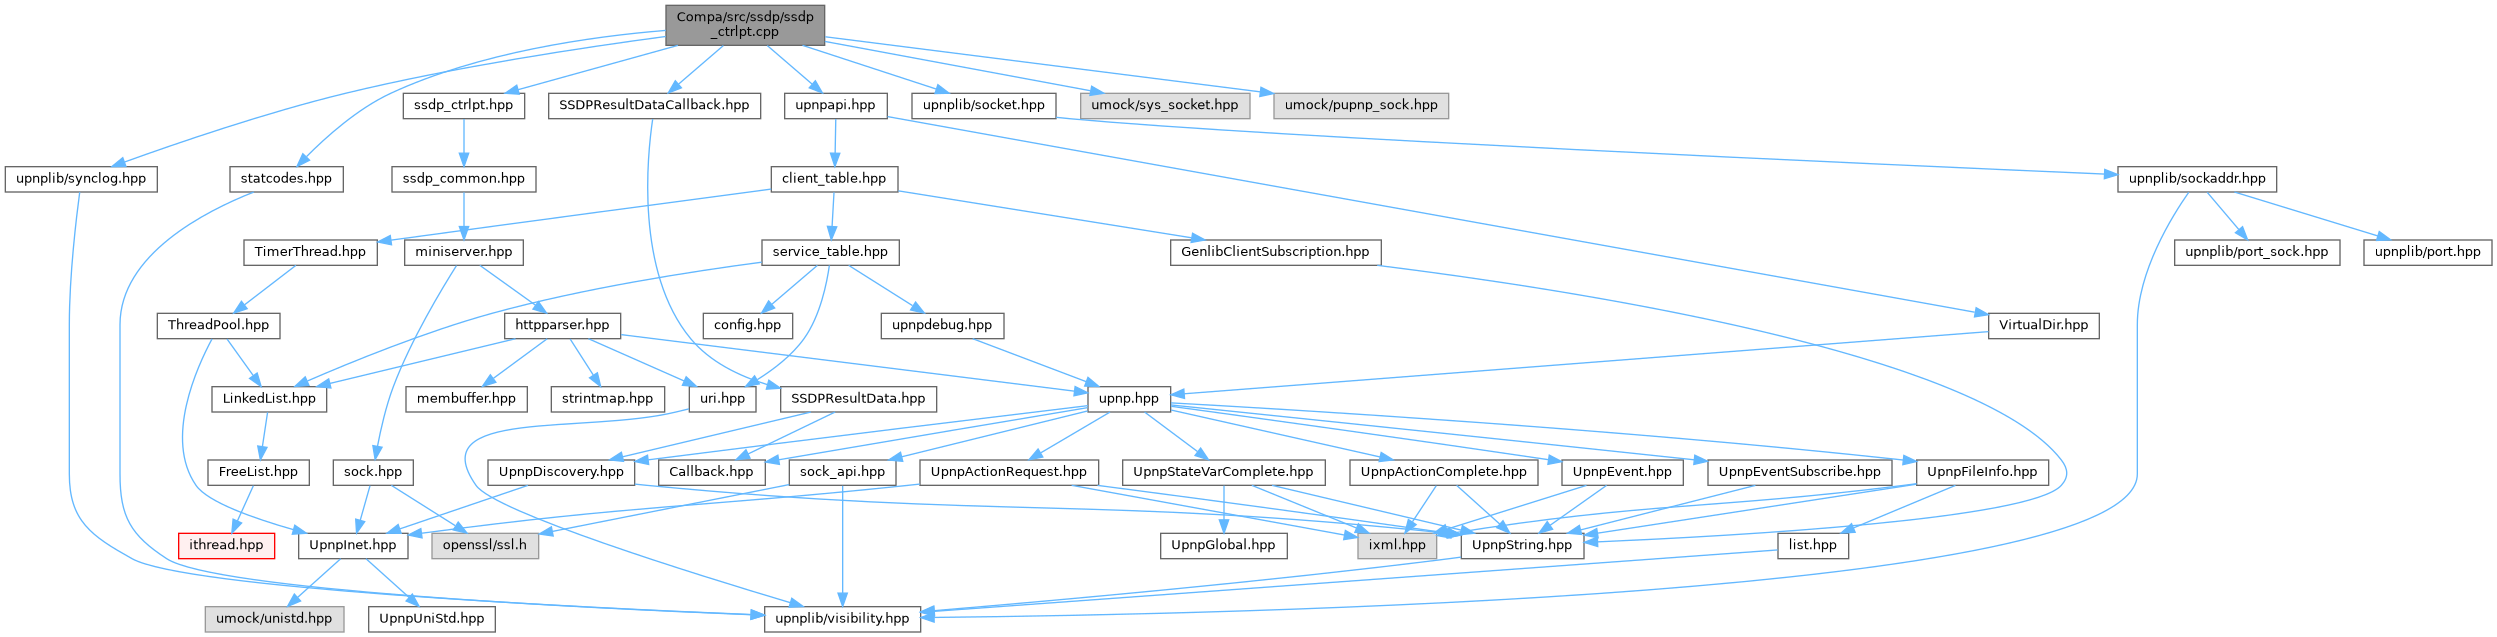 Compa/src/ssdp/ssdp
_ctrlpt.cpp
ssdp_ctrlpt.hpp
SSDPResultDataCallback.hpp
upnpapi.hpp
upnplib/socket.hpp
umock/sys_socket.hpp
umock/pupnp_sock.hpp
upnplib/synclog.hpp
statcodes.hpp
ssdp_common.hpp
client_table.hpp
upnplib/sockaddr.hpp
TimerThread.hpp
miniserver.hpp
service_table.hpp
GenlibClientSubscription.hpp
upnplib/port_sock.hpp
upnplib/port.hpp
ThreadPool.hpp
httpparser.hpp
config.hpp
upnpdebug.hpp
VirtualDir.hpp
LinkedList.hpp
membuffer.hpp
strintmap.hpp
uri.hpp
SSDPResultData.hpp
upnp.hpp
FreeList.hpp
sock.hpp
UpnpDiscovery.hpp
Callback.hpp
sock_api.hpp
UpnpActionRequest.hpp
UpnpStateVarComplete.hpp
UpnpActionComplete.hpp
UpnpEvent.hpp
UpnpEventSubscribe.hpp
UpnpFileInfo.hpp
ithread.hpp
UpnpInet.hpp
openssl/ssl.h
UpnpGlobal.hpp
ixml.hpp
UpnpString.hpp
list.hpp
umock/unistd.hpp
UpnpUniStd.hpp
upnplib/visibility.hpp